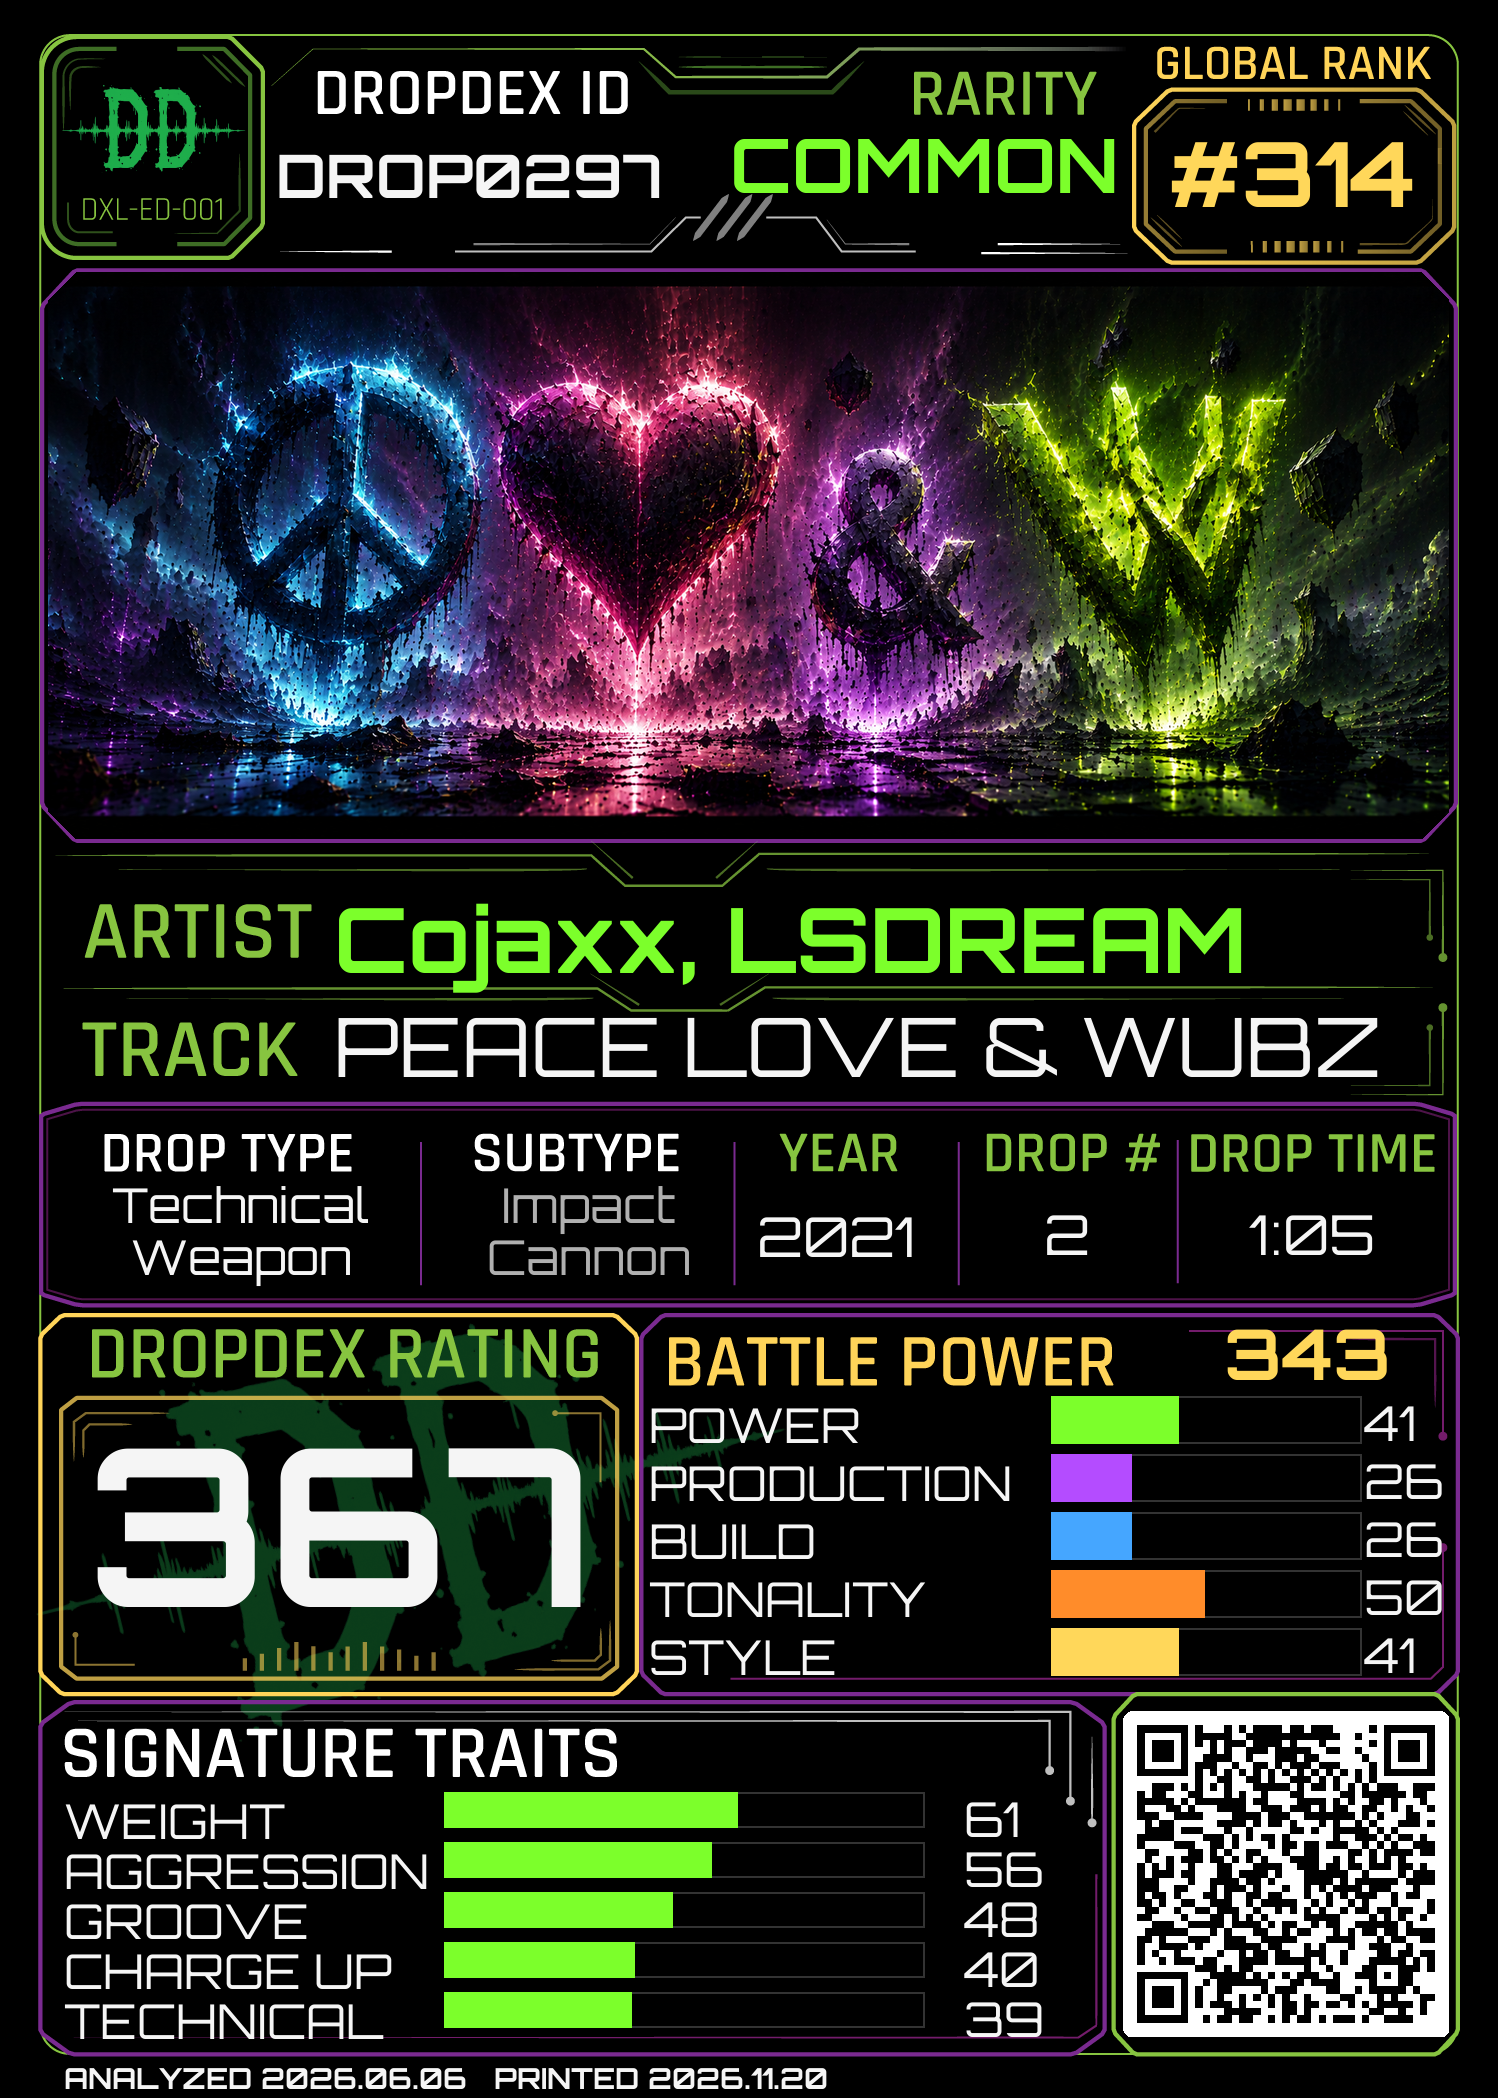 DD
DXL-ED-001
DROPDEX ID
DROP0297
RARITY
COMMON
GLOBAL RANK
#314
& W
ARTIST Cojaxx, LSDREAM
TRACK PEACE LOVE & WUBZ
DROP TYPE
Technical
Weapon
SUBTYPE
Impact
Cannon
YEAR
2021
DROP #
2
DROP TIME
1:05
DROPDEX RATING
367
BATTLE POWER 343
POWER 41
PRODUCTION 26
BUILD 26
TONALITY 50
STYLE 41
SIGNATURE TRAITS
WEIGHT 61
AGGRESSION 56
GROOVE 48
CHARGE UP 40
TECHNICAL 39
ANALYZED 2026.06.06 PRINTED 2026.11.20